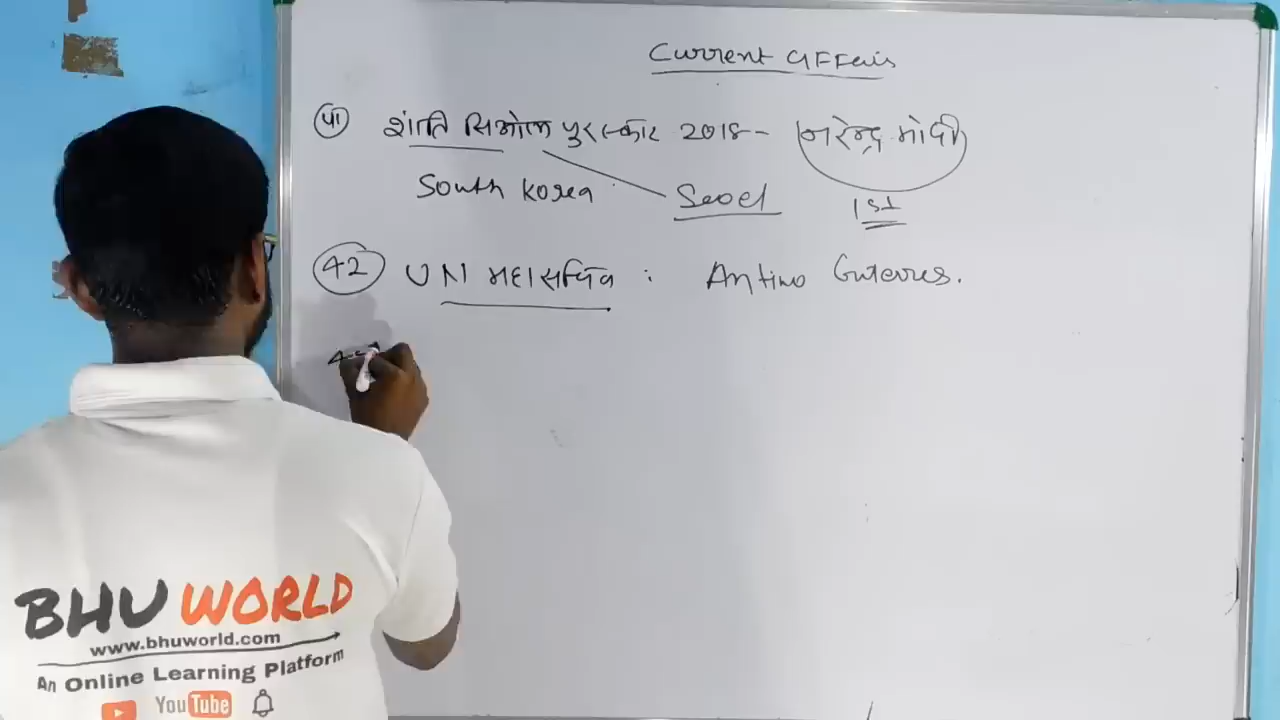 Current Affairs
४१ शांति सिओल पुरस्कार 2018- नरेन्द्र मोदी
South Korea Seoel 1st
42 UN महासचिव : Antino Guterres.
BHU WORLD
www.bhuworld.com
An Online Learning Platform
YouTube